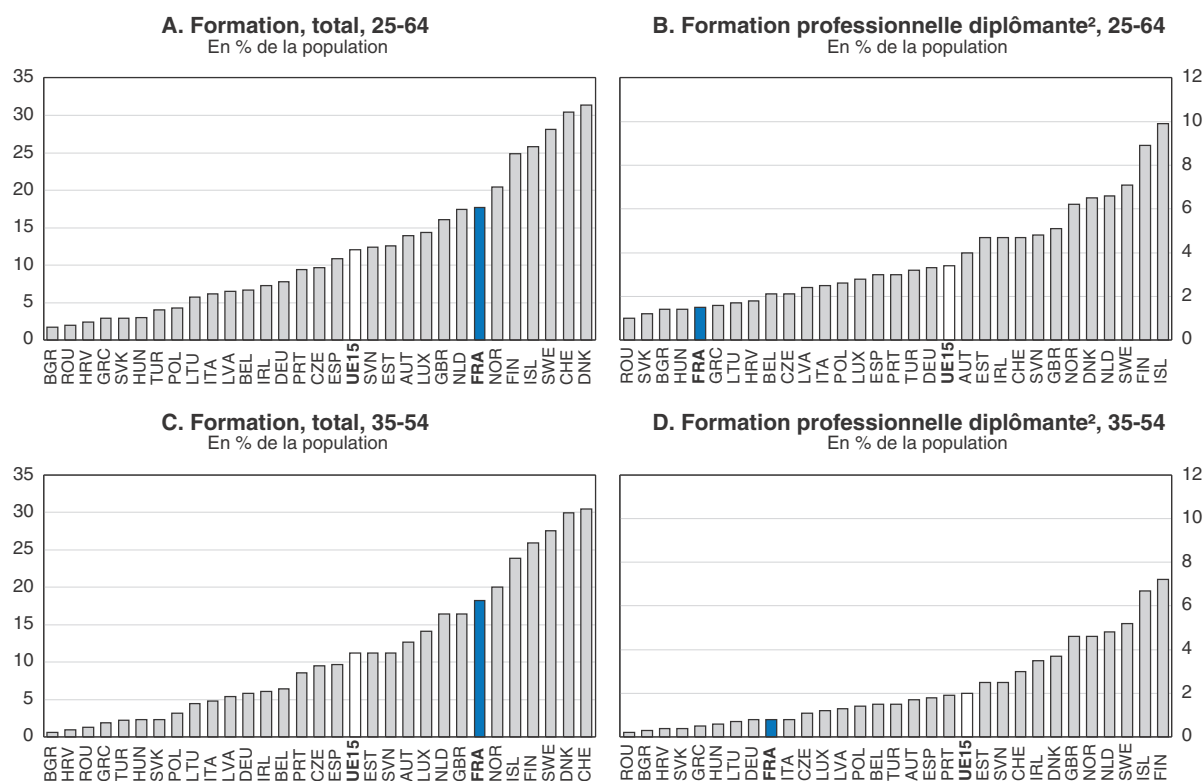 A. Formation, total, 25-64
En % de la population
35
30
25
20
15
10
5
0
BGR ROU HRV GRC SVK HUN TUR POL LTU ITA LVA BEL IRL DEU PRT CZE ESP UE15 SVN EST AUT LUX GBR NLD FRA NOR FIN ISL SWE CHE DNK
B. Formation professionnelle diplômante², 25-64
En % de la population
12
10
8
6
4
2
0
ROU SVK BGR HUN FRA GRC LTU HRV BEL CZE LVA ITA POL LUX ESP PRT TUR DEU UE15 AUT EST IRL CHE SVN GBR NOR DNK NLD SWE FIN ISL
C. Formation, total, 35-54
En % de la population
35
30
25
20
15
10
5
0
BGR HRV ROU GRC TUR HUN SVK POL LTU ITA LVA DEU IRL BEL PRT CZE ESP UE15 EST SVN AUT LUX NLD GBR FRA NOR ISL FIN SWE DNK CHE
D. Formation professionnelle diplômante², 35-54
En % de la population
12
10
8
6
4
2
0
ROU BGR HRV SVK GRC HUN LTU DEU FRA ITA CZE LUX LVA POL BEL TUR AUT ESP PRT UE15 EST SVN CHE IRL DNK GBR NOR NLD SWE ISL FIN